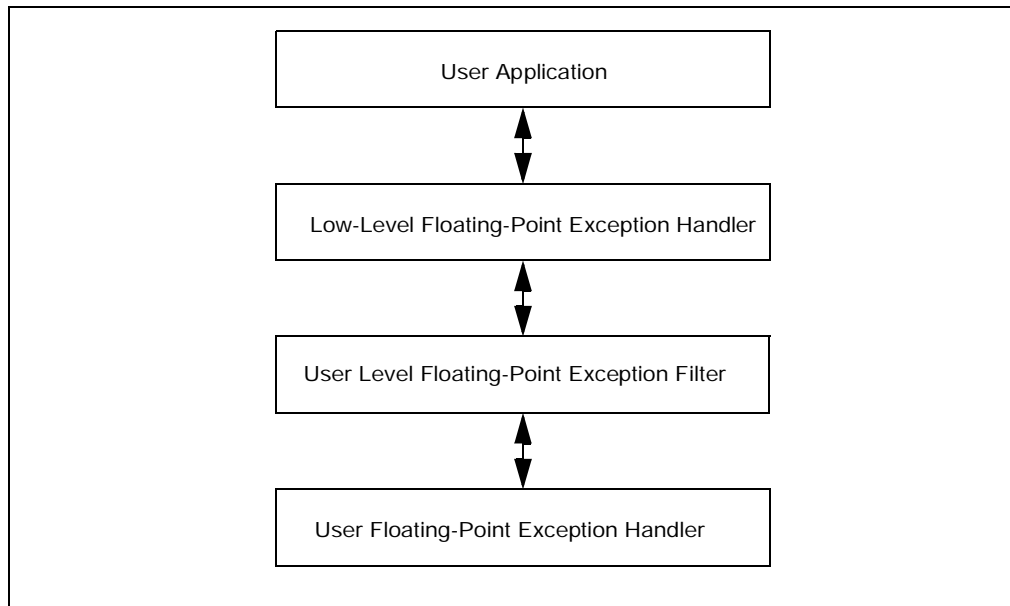 User Application
Low-Level Floating-Point Exception Handler
User Level Floating-Point Exception Filter
User Floating-Point Exception Handler